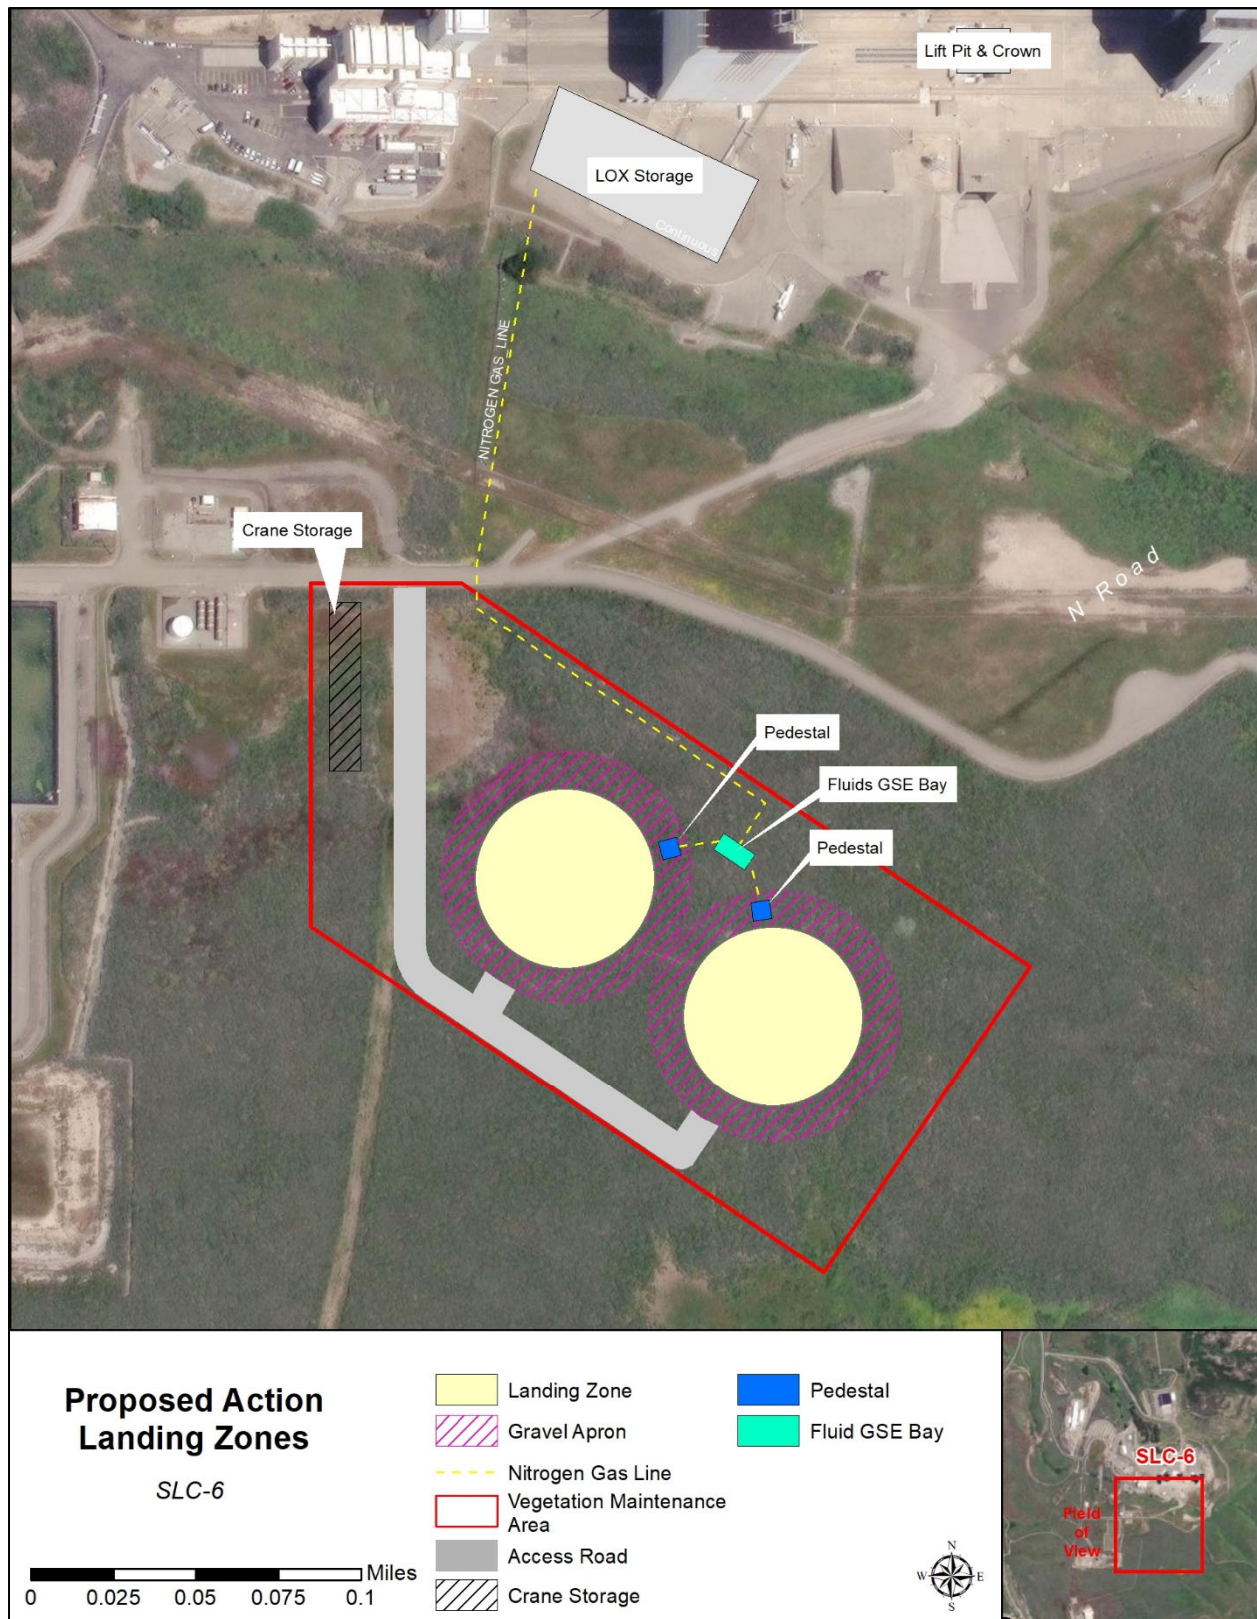 Lift Pit & Crown
LOX Storage
Continuous
NITROGEN GAS LINE
Crane Storage
N Road
Pedestal
Fluids GSE Bay
Pedestal
Proposed Action
Landing Zones
SLC-6
0 0.025 0.05 0.075 0.1 Miles
Landing Zone
Gravel Apron
Nitrogen Gas Line
Vegetation Maintenance
Area
Access Road
Crane Storage
Pedestal
Fluid GSE Bay
N
W E
S
SLC-6
Field
of
View